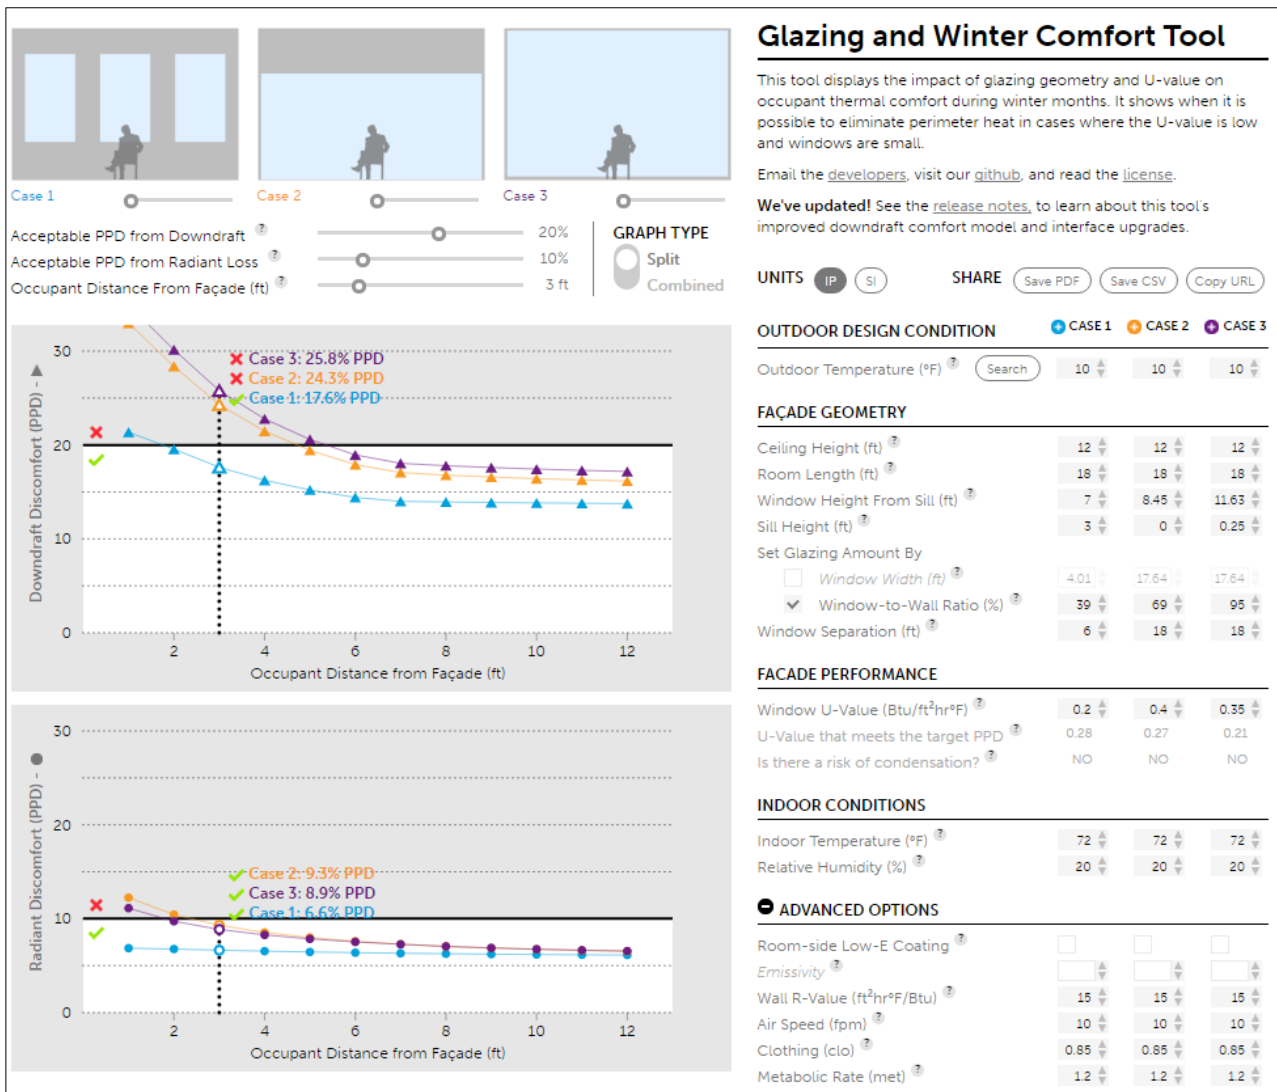 Case 1
Case 2
Case 3
Acceptable PPD from Downdraft ? 20%
Acceptable PPD from Radiant Loss ? 10%
Occupant Distance From Façade (ft) ? 3 ft
GRAPH TYPE
Split
Combined
Downdraft Discomfort (PPD) -
30
20
10
0
Case 3: 25.8% PPD
Case 2: 24.3% PPD
Case 1: 17.6% PPD
2 4 6 8 10 12
Occupant Distance from Façade (ft)
Radiant Discomfort (PPD) -
30
20
10
0
Case 2: 9.3% PPD
Case 3: 8.9% PPD
Case 1: 6.6% PPD
2 4 6 8 10 12
Occupant Distance from Façade (ft)
Glazing and Winter Comfort Tool
This tool displays the impact of glazing geometry and U-value on
occupant thermal comfort during winter months. It shows when it is
possible to eliminate perimeter heat in cases where the U-value is low
and windows are small.
Email the developers, visit our github, and read the license.
We've updated! See the release notes, to learn about this tool's
improved downdraft comfort model and interface upgrades.
UNITS IP SI SHARE Save PDF Save CSV Copy URL
OUTDOOR DESIGN CONDITION CASE 1 CASE 2 CASE 3
Outdoor Temperature (°F) ? Search 10 10 10
FAÇADE GEOMETRY
Ceiling Height (ft) ? 12 12 12
Room Length (ft) ? 18 18 18
Window Height From Sill (ft) ? 7 8.45 11.63
Sill Height (ft) ? 3 0 0.25
Set Glazing Amount By
Window Width (ft) ? 4.01 17.64 17.64
Window-to-Wall Ratio (%) ? 39 69 95
Window Separation (ft) ? 6 18 18
FACADE PERFORMANCE
Window U-Value (Btu/ft²hr°F) ? 0.2 0.4 0.35
U-Value that meets the target PPD ? 0.28 0.27 0.21
Is there a risk of condensation? ? NO NO NO
INDOOR CONDITIONS
Indoor Temperature (°F) ? 72 72 72
Relative Humidity (%) ? 20 20 20
ADVANCED OPTIONS
Room-side Low-E Coating ?
Emissivity ?
Wall R-Value (ft²hr°F/Btu) ? 15 15 15
Air Speed (fpm) ? 10 10 10
Clothing (clo) ? 0.85 0.85 0.85
Metabolic Rate (met) ? 1.2 1.2 1.2